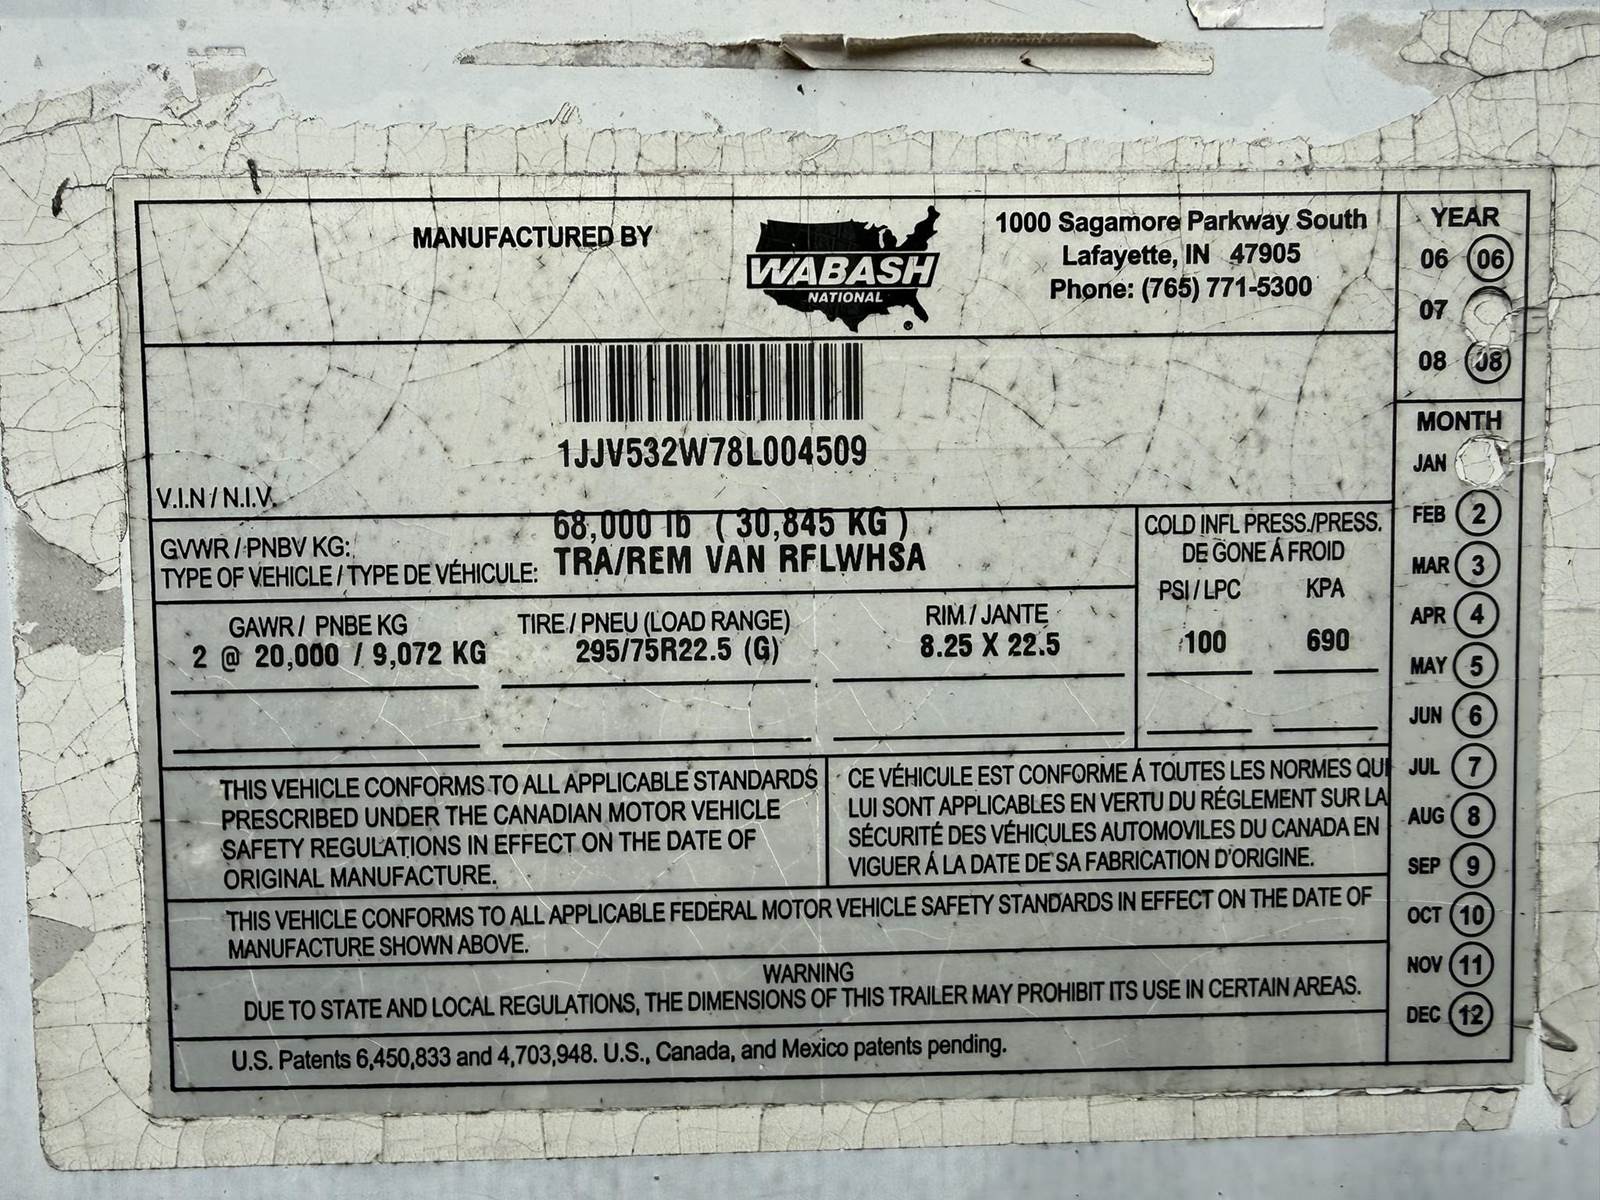 MANUFACTURED BY
WABASH
NATIONAL
®
1000 Sagamore Parkway South
Lafayette, IN 47905
Phone: (765) 771-5300
YEAR
06 06
07
08 08
MONTH
JAN
FEB 2
MAR 3
APR 4
MAY 5
JUN 6
JUL 7
AUG 8
SEP 9
OCT 10
NOV 11
DEC 12
1JJV532W78L004509
V.I.N / N.I.V.
GVWR / PNBV KG: 68,000 lb ( 30,845 KG )
TYPE OF VEHICLE / TYPE DE VÉHICULE: TRA/REM VAN RFLWHSA
COLD INFL PRESS./PRESS.
DE GONE Á FROID
PSI / LPC KPA
100 690
GAWR / PNBE KG TIRE / PNEU (LOAD RANGE) RIM / JANTE
2 @ 20,000 / 9,072 KG 295/75R22.5 (G) 8.25 X 22.5
THIS VEHICLE CONFORMS TO ALL APPLICABLE STANDARDS
PRESCRIBED UNDER THE CANADIAN MOTOR VEHICLE
SAFETY REGULATIONS IN EFFECT ON THE DATE OF
ORIGINAL MANUFACTURE.
CE VÉHICULE EST CONFORME Á TOUTES LES NORMES QUI
LUI SONT APPLICABLES EN VERTU DU RÉGLEMENT SUR LA
SÉCURITÉ DES VÉHICULES AUTOMOVILES DU CANADA EN
VIGUER Á LA DATE DE SA FABRICATION D'ORIGINE.
THIS VEHICLE CONFORMS TO ALL APPLICABLE FEDERAL MOTOR VEHICLE SAFETY STANDARDS IN EFFECT ON THE DATE OF
MANUFACTURE SHOWN ABOVE.
WARNING
DUE TO STATE AND LOCAL REGULATIONS, THE DIMENSIONS OF THIS TRAILER MAY PROHIBIT ITS USE IN CERTAIN AREAS.
U.S. Patents 6,450,833 and 4,703,948. U.S., Canada, and Mexico patents pending.